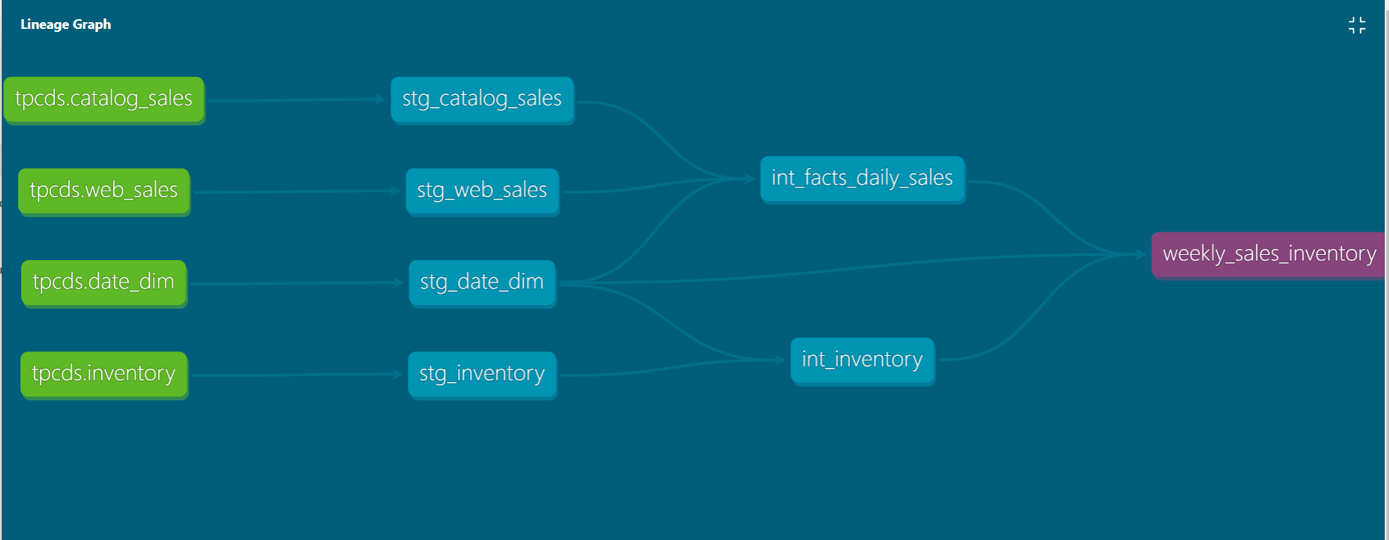 Lineage Graph
tpcds.catalog_sales
stg_catalog_sales
tpcds.web_sales
stg_web_sales
int_facts_daily_sales
tpcds.date_dim
stg_date_dim
weekly_sales_inventory
tpcds.inventory
stg_inventory
int_inventory